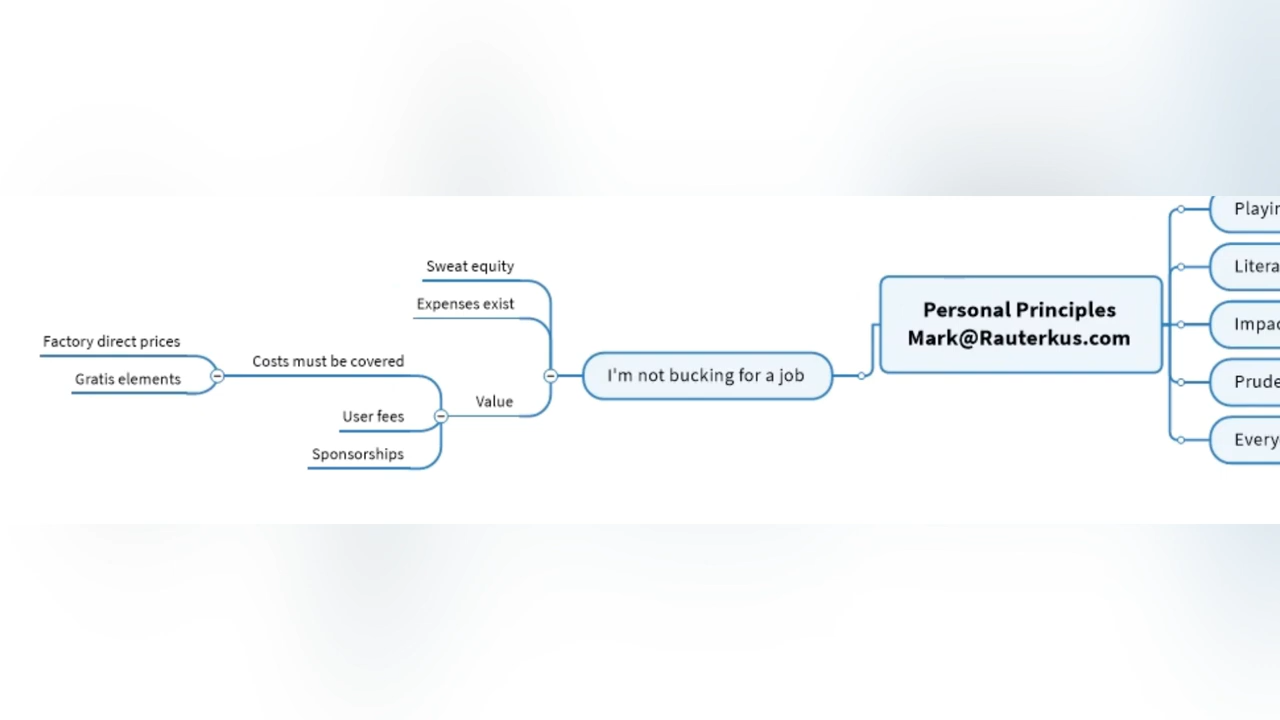 Sweat equity
Expenses exist
Factory direct prices
Costs must be covered
Gratis elements
Value
User fees
Sponsorships
I'm not bucking for a job
Personal Principles
Mark@Rauterkus.com